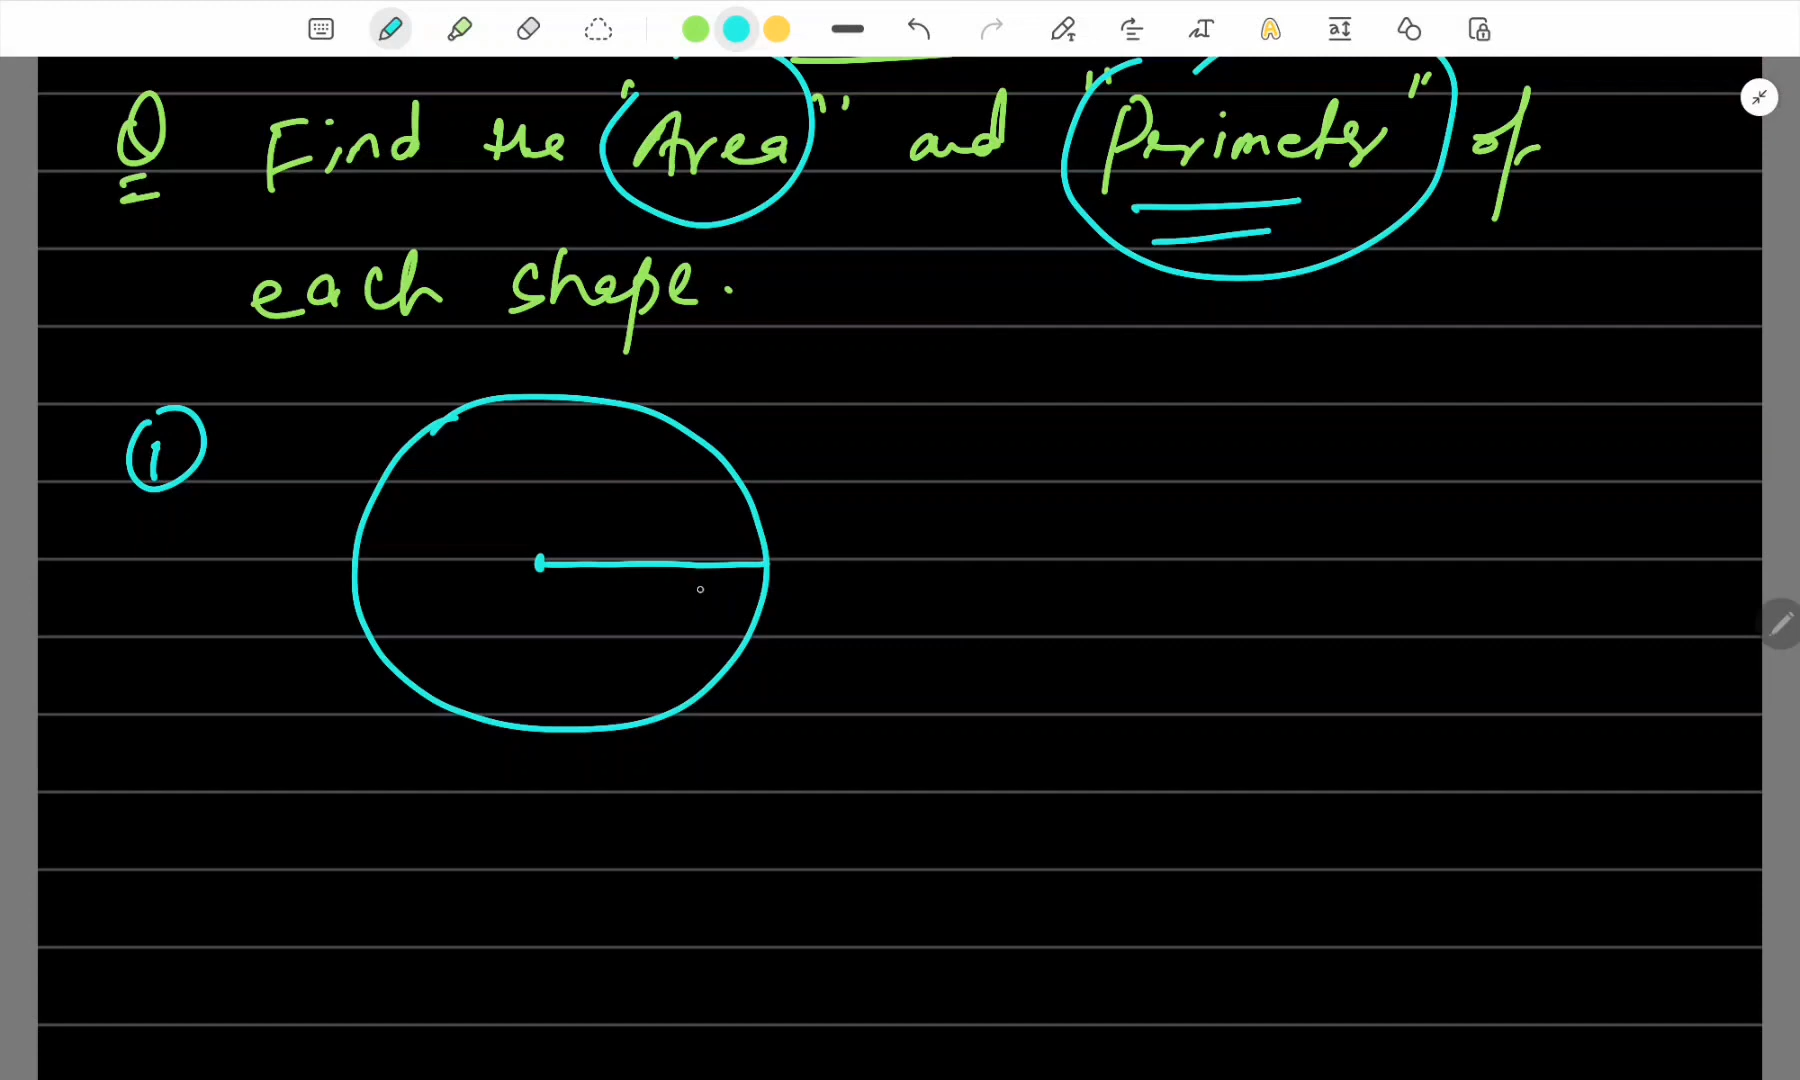 Q Find the "Area" and "Perimeter" of
each shape.
1